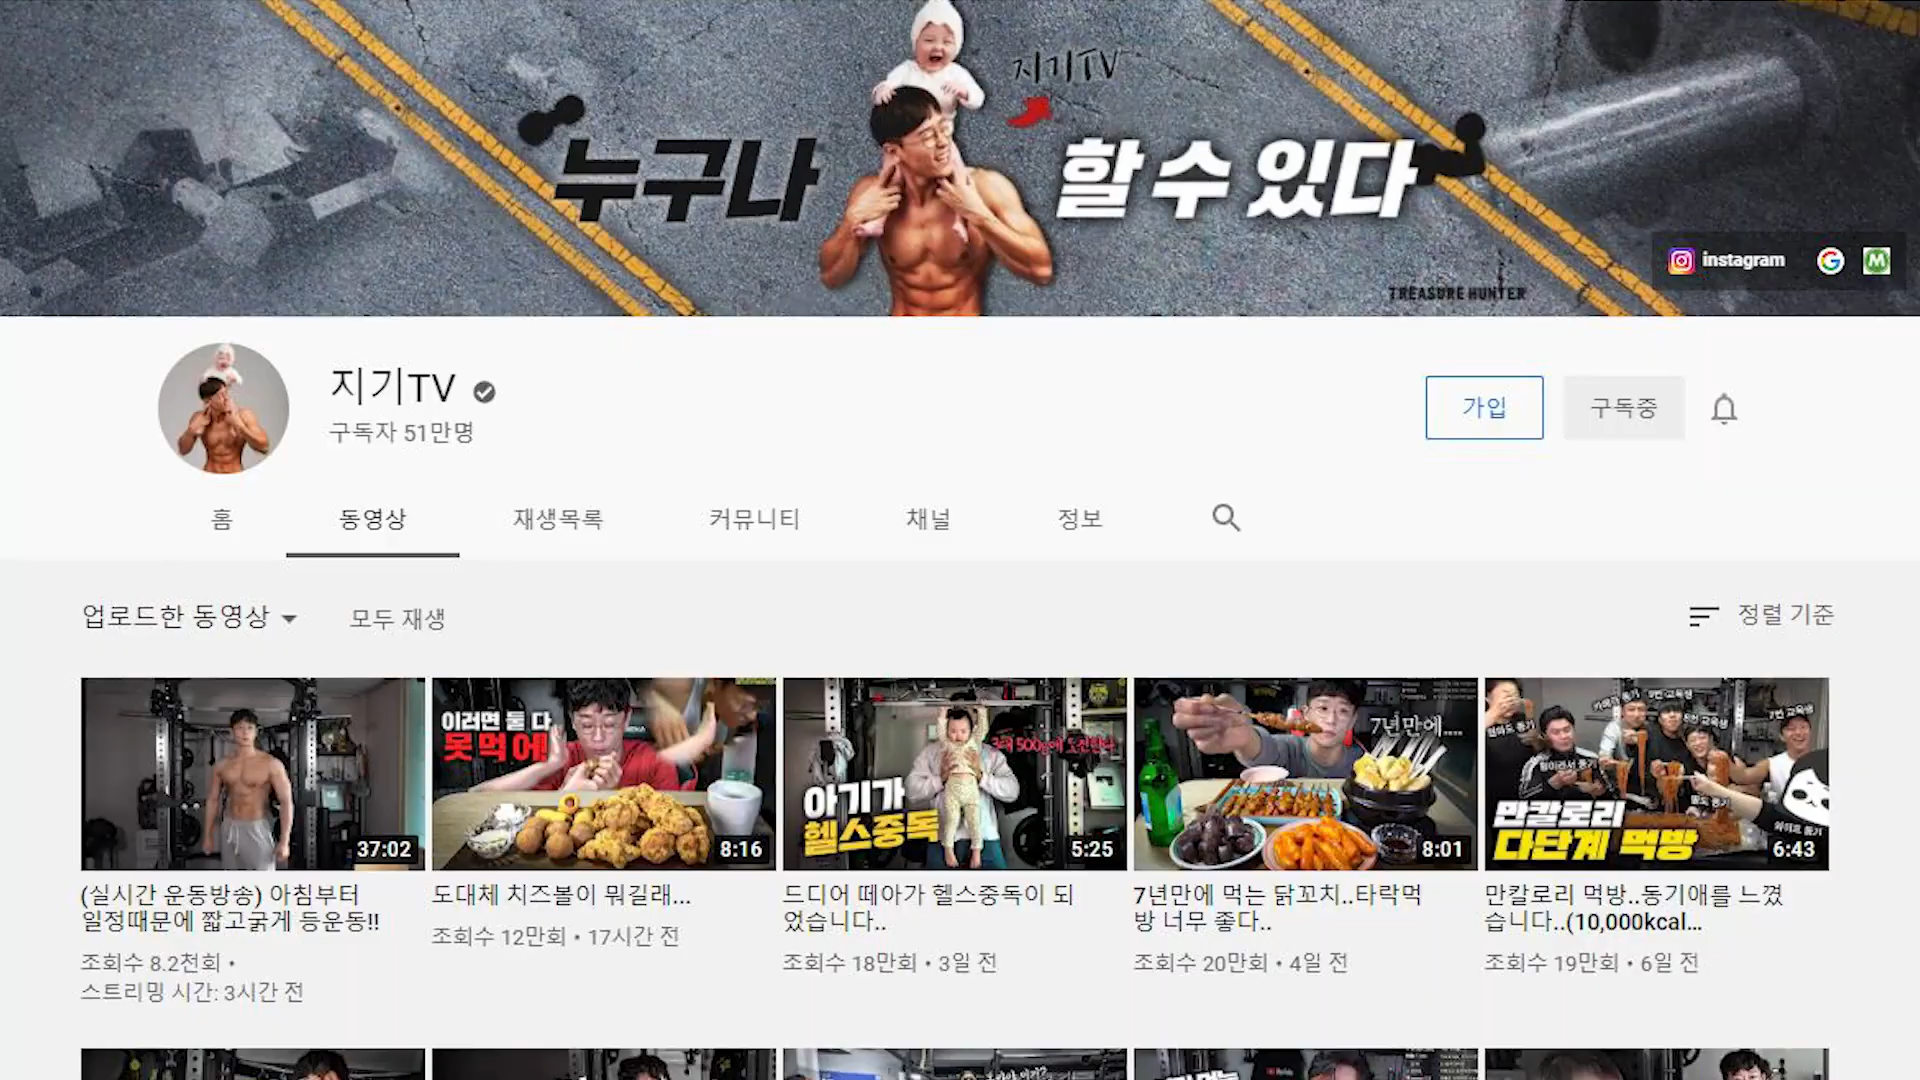 지기TV
누구나 할 수 있다
TREASURE HUNTER
instagram
지기TV
구독자 51만명
가입
구독중
홈
동영상
재생목록
커뮤니티
채널
정보
업로드한 동영상
모두 재생
정렬 기준
37:02
이러면 둘 다
못먹에!
8:16
3대 500g에 도전한다
아기가
헬스중독
5:25
7년만에....
8:01
만칼로리
다단계 먹방
6:43
(실시간 운동방송) 아침부터
일정때문에 짧고굵게 등운동!!
조회수 8.2천회 •
스트리밍 시간: 3시간 전
도대체 치즈볼이 뭐길래...
조회수 12만회 • 17시간 전
드디어 떼아가 헬스중독이 되
었습니다..
조회수 18만회 • 3일 전
7년만에 먹는 닭꼬치..타락먹
방 너무 좋다..
조회수 20만회 • 4일 전
만칼로리 먹방..동기애를 느꼈
습니다..(10,000kcal...
조회수 19만회 • 6일 전